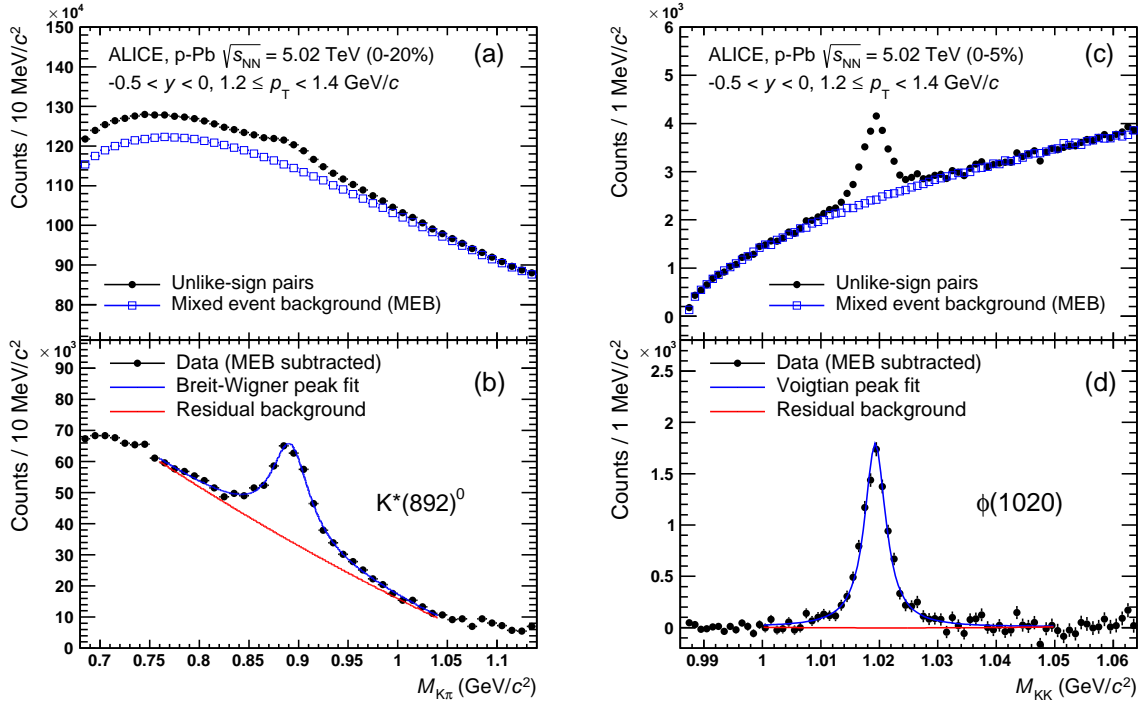 ×10⁴
ALICE, p-Pb √sNN = 5.02 TeV (0-20%)
-0.5 < y < 0, 1.2 ≤ pT < 1.4 GeV/c
(a)
Counts / 10 MeV/c²
150
140
130
120
110
100
90
80
Unlike-sign pairs
Mixed event background (MEB)
×10³
Data (MEB subtracted)
Breit-Wigner peak fit
Residual background
(b)
Counts / 10 MeV/c²
90
80
70
60
50
40
30
20
10
0
K*(892)⁰
0.7 0.75 0.8 0.85 0.9 0.95 1 1.05 1.1
MKπ (GeV/c²)
×10³
ALICE, p-Pb √sNN = 5.02 TeV (0-5%)
-0.5 < y < 0, 1.2 ≤ pT < 1.4 GeV/c
(c)
Counts / 1 MeV/c²
6
5
4
3
2
1
0
Unlike-sign pairs
Mixed event background (MEB)
×10³
Data (MEB subtracted)
Voigtian peak fit
Residual background
(d)
Counts / 1 MeV/c²
2.5
2
1.5
1
0.5
0
ϕ(1020)
0.99 1 1.01 1.02 1.03 1.04 1.05 1.06
MKK (GeV/c²)